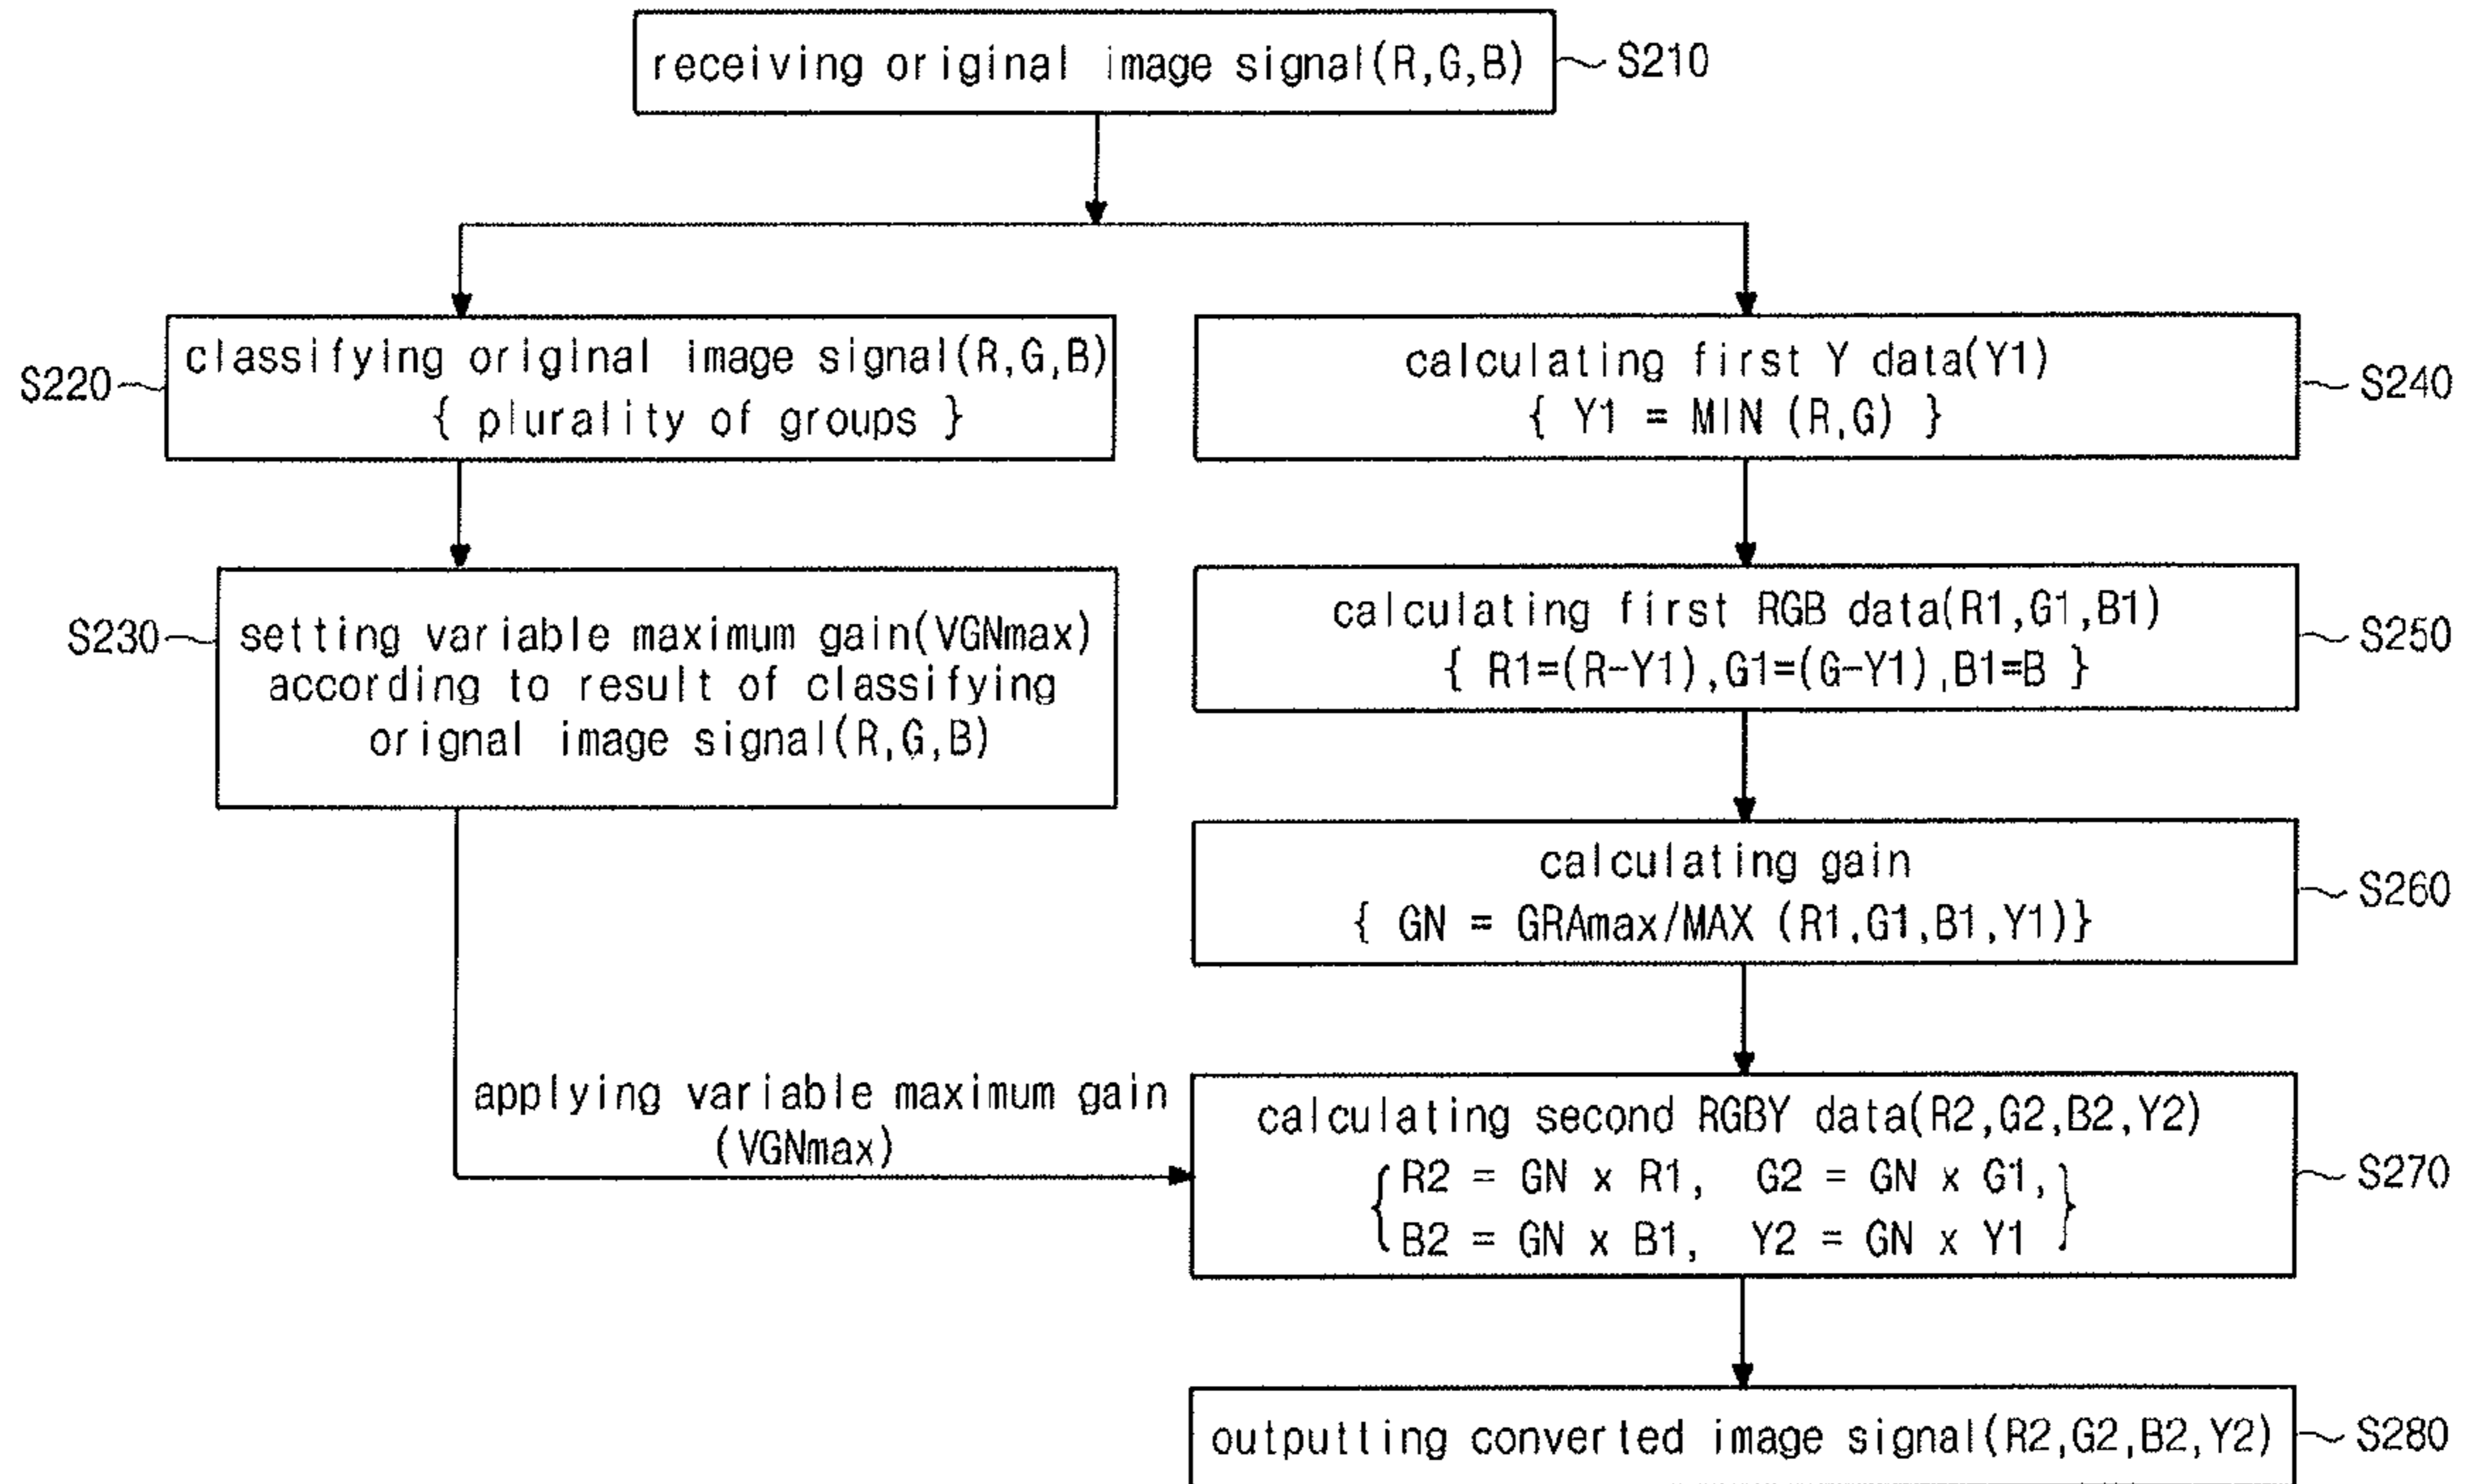 receiving original image signal(R,G,B)
S210
S220
classifying original image signal(R,G,B)
{ plurality of groups }
calculating first Y data(Y1)
{ Y1 = MIN (R,G) }
S240
S230
setting variable maximum gain(VGNmax)
according to result of classifying
orignal image signal(R,G,B)
calculating first RGB data(R1,G1,B1)
{ R1=(R-Y1),G1=(G-Y1),B1=B }
S250
calculating gain
{ GN = GRAmax/MAX (R1,G1,B1,Y1)}
S260
applying variable maximum gain
(VGNmax)
calculating second RGBY data(R2,G2,B2,Y2)
{R2 = GN x R1, G2 = GN x G1,
B2 = GN x B1, Y2 = GN x Y1 }
S270
outputting converted image signal(R2,G2,B2,Y2)
S280